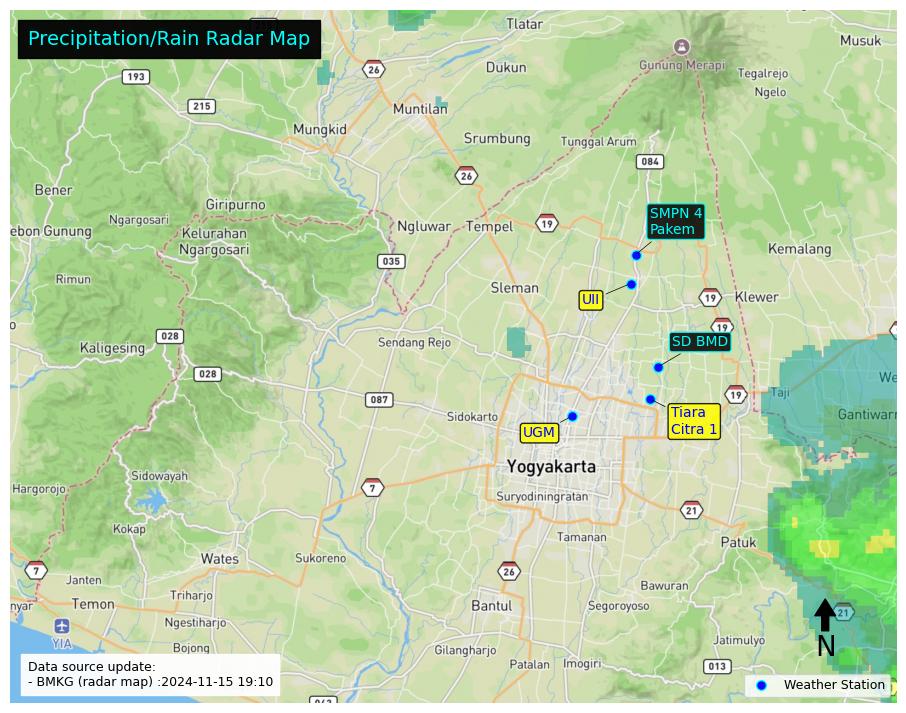 Precipitation/Rain Radar Map
Tlatar
Musuk
26
Gunung Merapi
Dukun
Tegalrejo
193
Ngelo
215
Muntilan
Mungkid
Srumbung
Tunggal Arum
084
26
Bener
Giripurno
SMPN 4
Pakem
Ngargosari
Ngluwar
Tempel
19
ebon Gunung
Kelurahan
Ngargosari
Kemalang
035
Rimun
Sleman
UII
19
Klewer
19
028
Sendang Rejo
SD BMD
Kaligesing
028
We
Taji
19
087
Sidokarto
Tiara
Citra 1
Gantiwarn
UGM
Yogyakarta
Sidowayah
Hargorojo
7
Suryodiningratan
21
Kokap
Tamanan
Patuk
Wates
Sukoreno
7
26
Janten
Bawuran
Triharjo
nyar
Temon
Bantul
Segoroyoso
21
Ngestiharjo
YIA
Jatimulyo
N
Bojong
Gilangharjo
Patalan
Imogiri
013
Data source update:
- BMKG (radar map) :2024-11-15 19:10
Weather Station